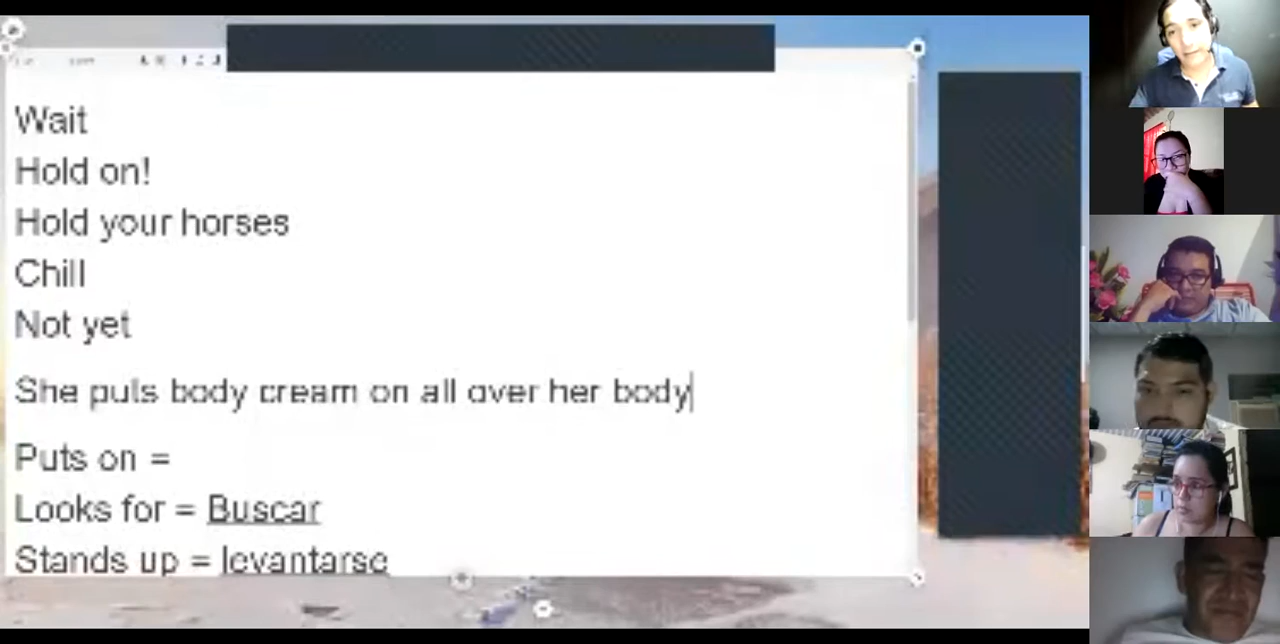 Wait
Hold on!
Hold your horses
Chill
Not yet
She puts body cream on all over her body
Puts on =
Looks for = Buscar
Stands up = levantarse